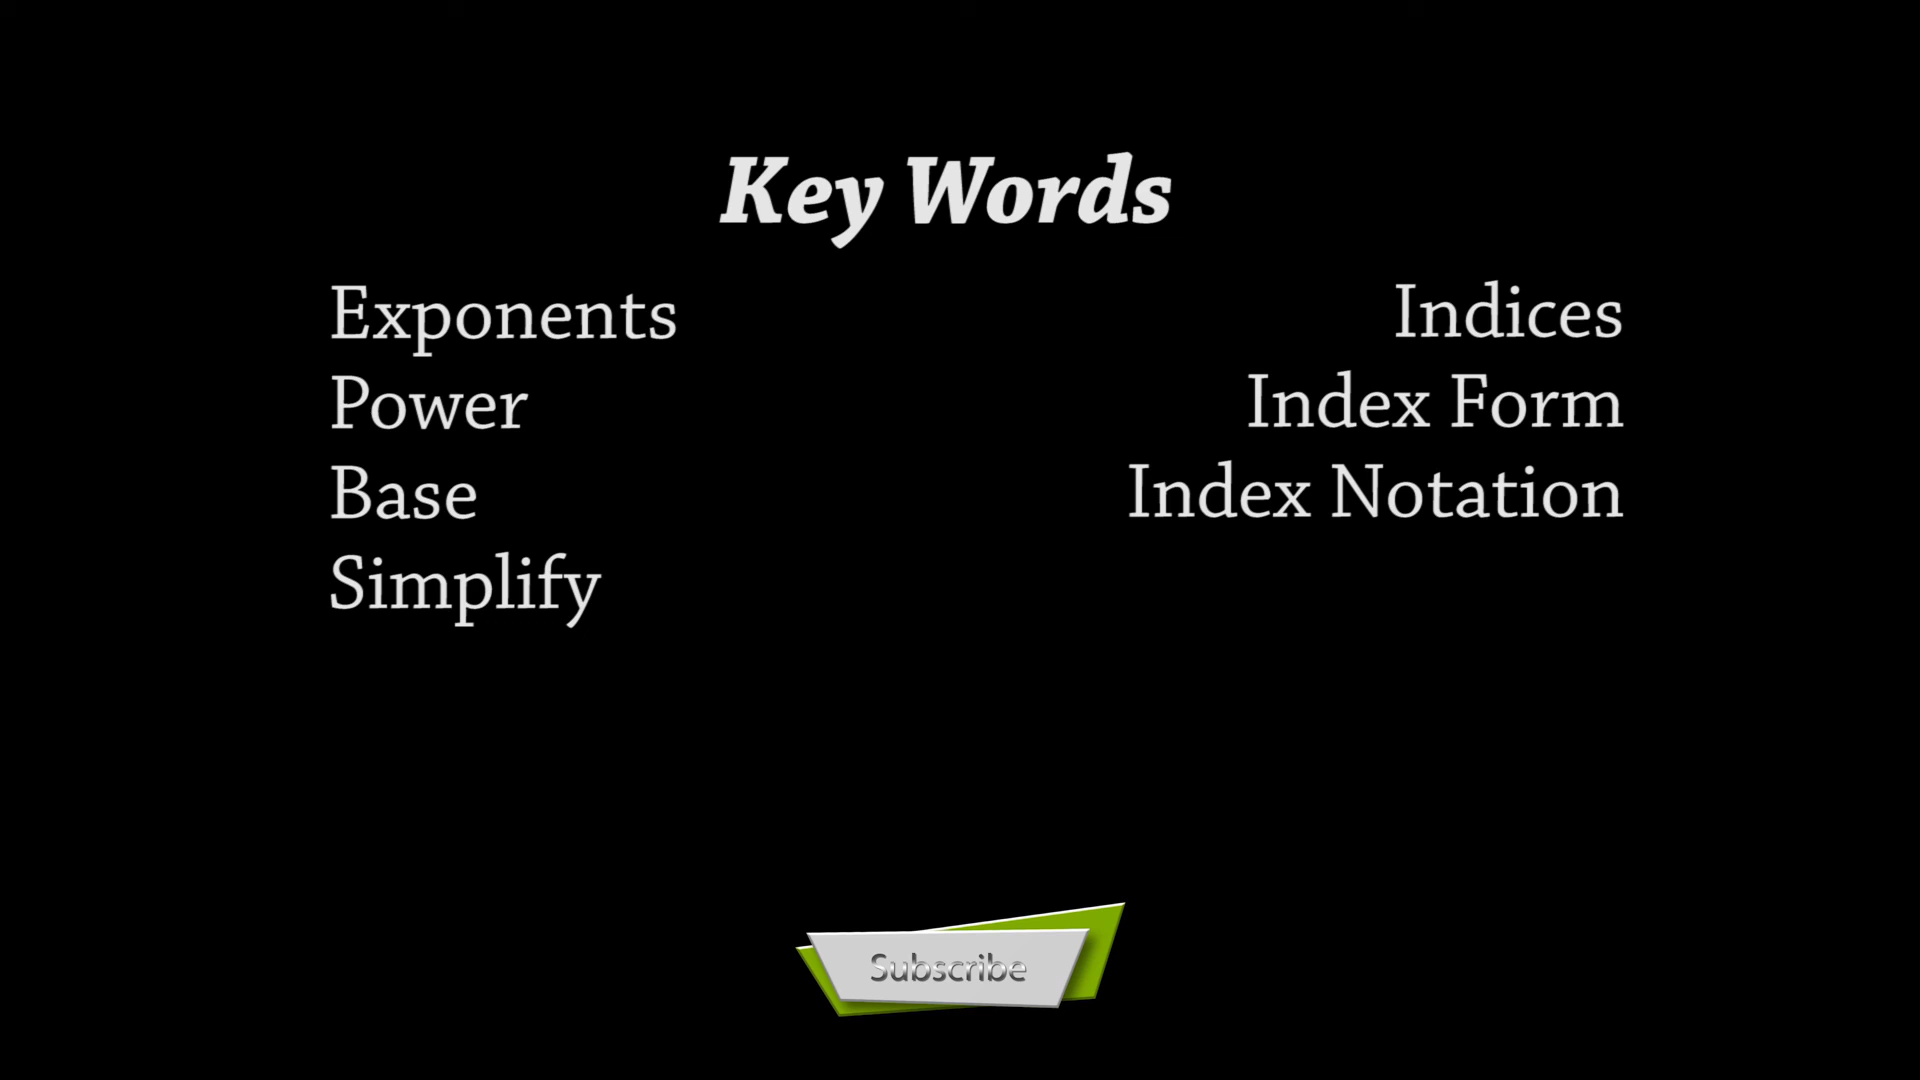 Key Words
Exponents
Power
Base
Simplify
Indices
Index Form
Index Notation
Subscribe